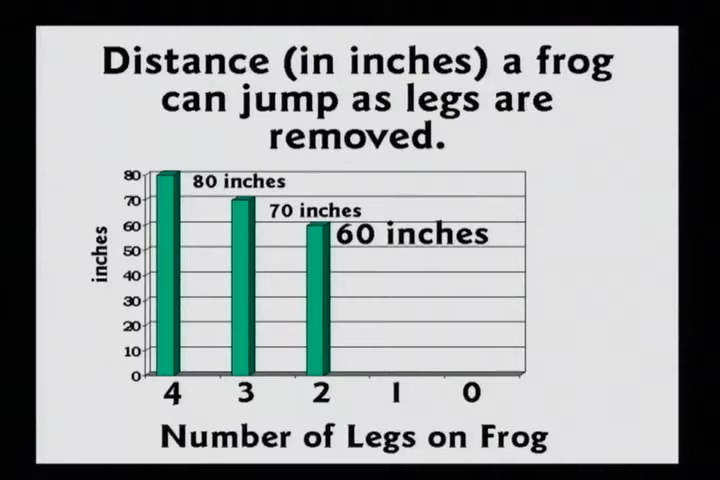 Distance (in inches) a frog
can jump as legs are
removed.
80 inches
70 inches
60 inches
inches
80
70
60
50
40
30
20
10
0
4 3 2 1 0
Number of Legs on Frog